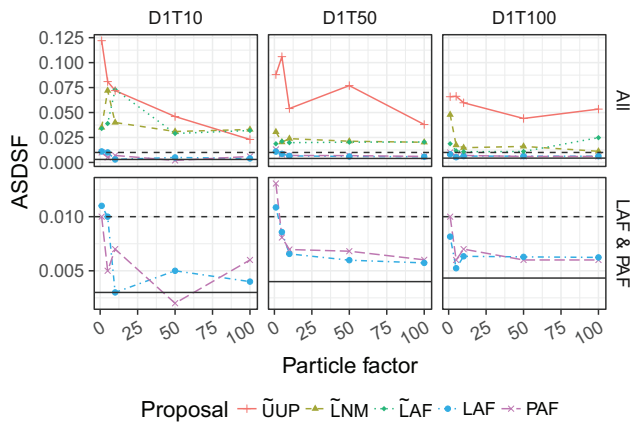 D1T10 D1T50 D1T100
0.125
0.100
0.075
0.050
0.025
0.000
All
ASDSF
0.010
0.005
LAF & PAF
0 25 50 75 100 0 25 50 75 100 0 25 50 75 100
Particle factor
Proposal ŨUP L̃NM L̃AF LAF PAF